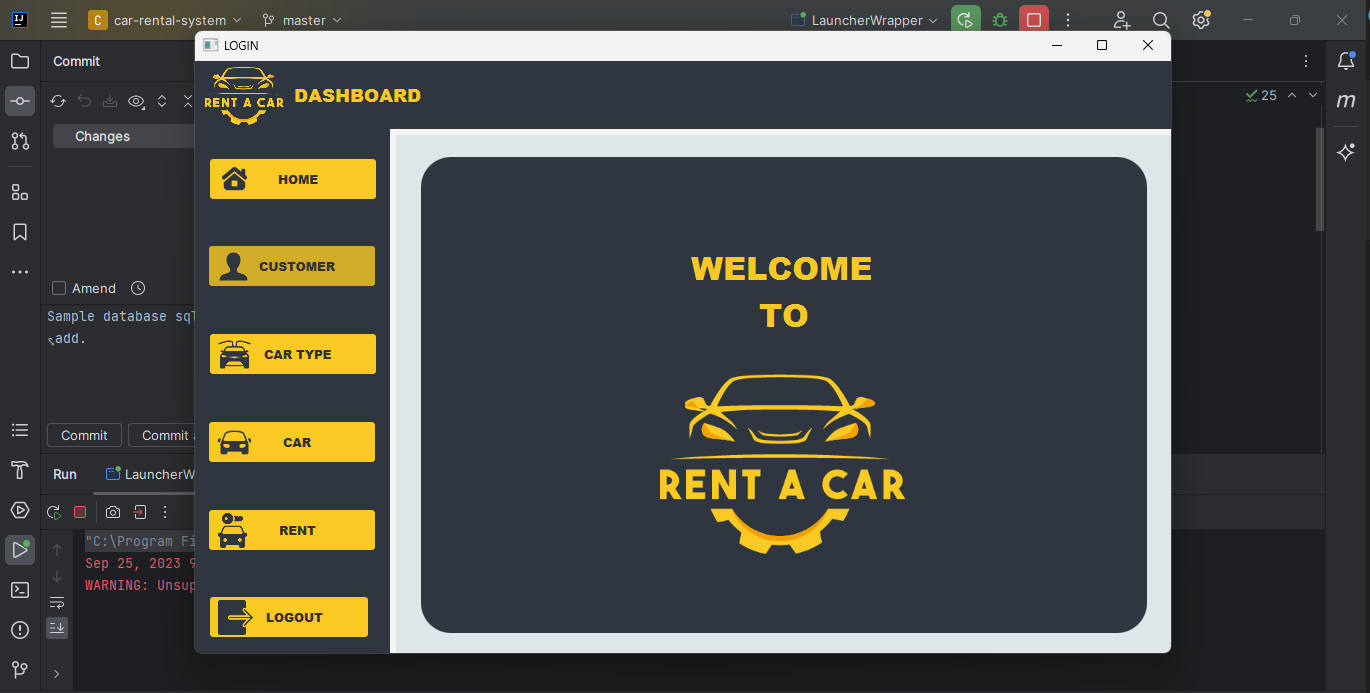 IJ
C car-rental-system
master
LauncherWrapper
Commit
LOGIN
RENT A CAR
DASHBOARD
25
m
Changes
HOME
CUSTOMER
WELCOME
TO
Amend
Sample database sql
add.
CAR TYPE
RENT A CAR
Commit
Commit
CAR
Run
LauncherW
RENT
"C:\Program Fi
Sep 25, 2023 9
WARNING: Unsup
LOGOUT